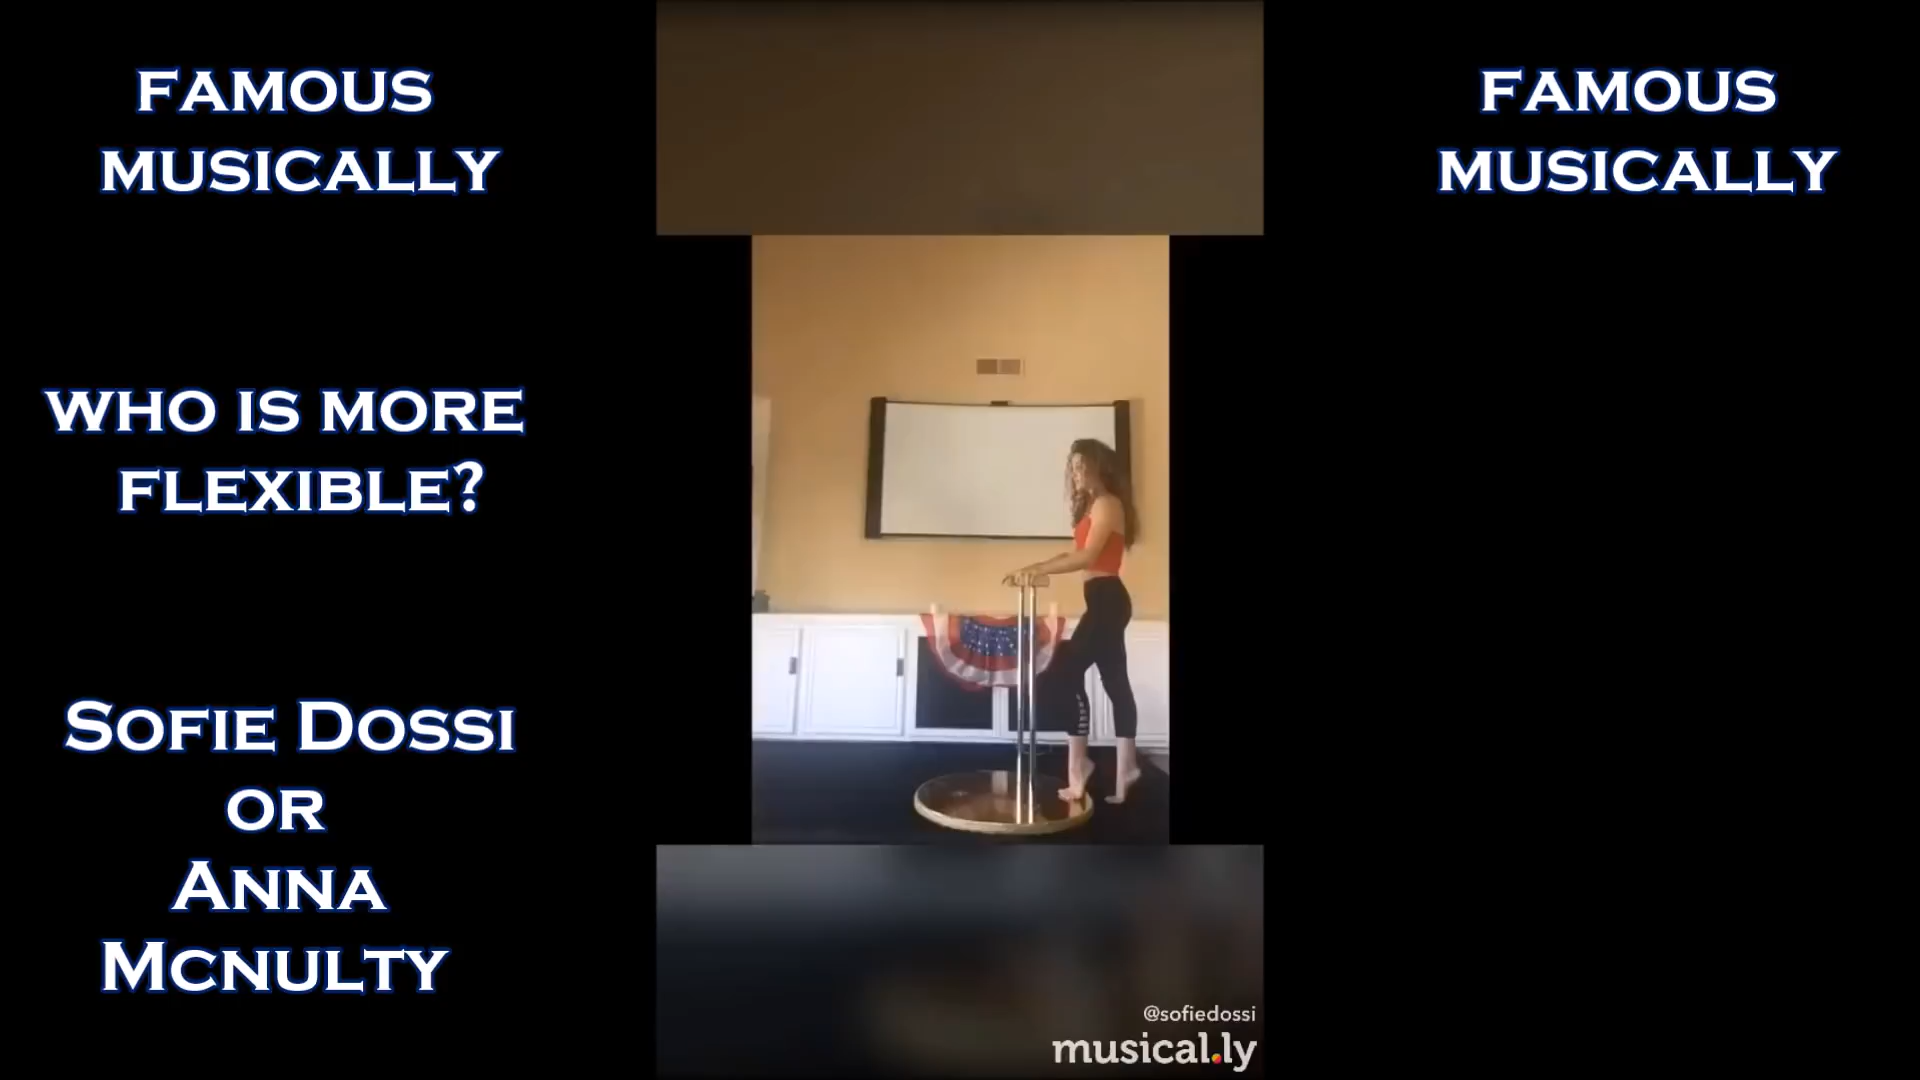 FAMOUS
MUSICALLY
WHO IS MORE
FLEXIBLE?
SOFIE DOSSI
OR
ANNA
MCNULTY
FAMOUS
MUSICALLY
@sofiedossi
musical.ly